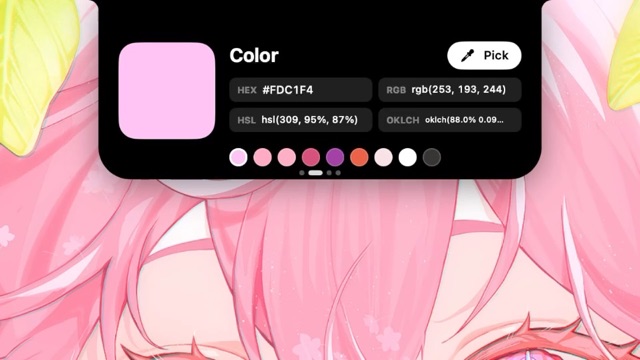 Color
Pick
HEX #FDC1F4
RGB rgb(253, 193, 244)
HSL hsl(309, 95%, 87%)
OKLCH oklch(88.0% 0.09...